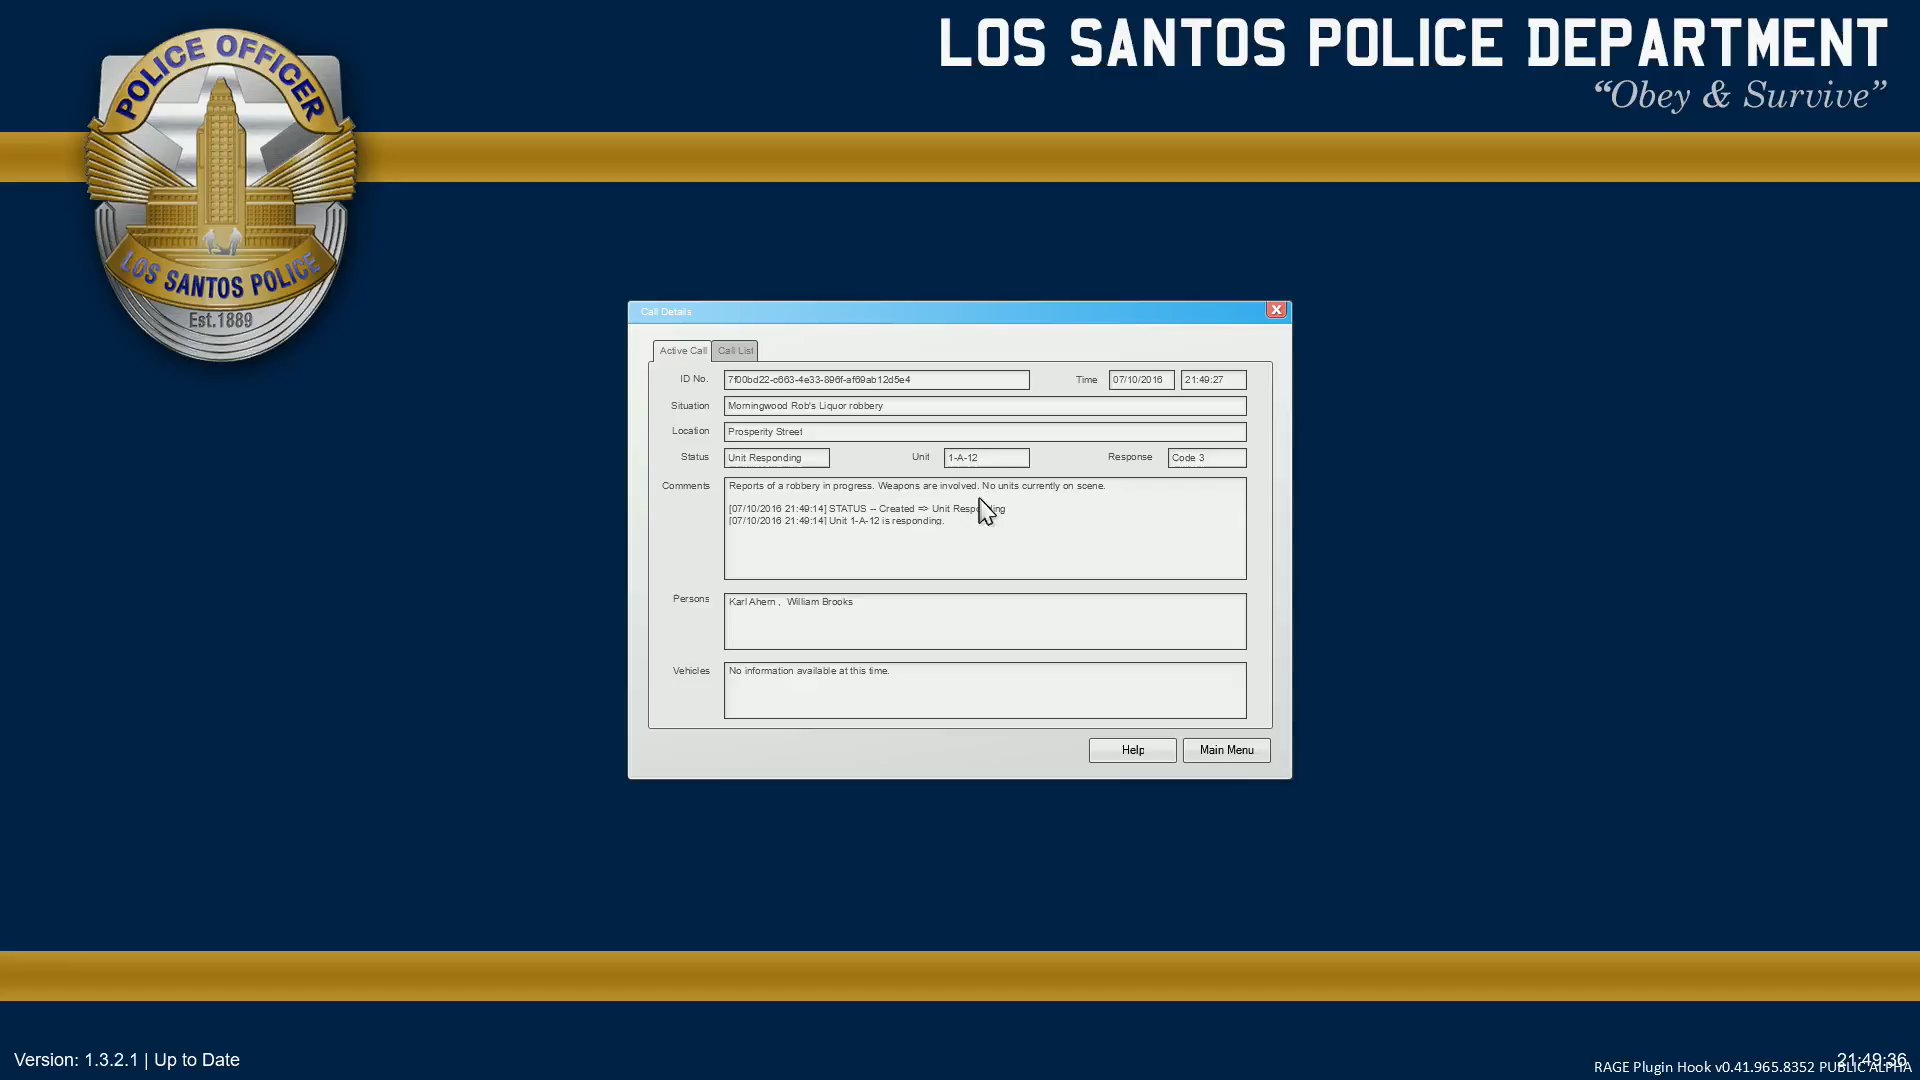 LOS SANTOS POLICE DEPARTMENT
“Obey & Survive”
POLICE OFFICER
LOS SANTOS POLICE
Est.1889
Call Details
Active Call Call List
ID No. 7f00bd22-c663-4e33-896f-af69ab12d5e4 Time 07/10/2016 21:49:27
Situation Morningwood Rob's Liquor robbery
Location Prosperity Street
Status Unit Responding Unit 1-A-12 Response Code 3
Comments Reports of a robbery in progress. Weapons are involved. No units currently on scene.
[07/10/2016 21:49:14] STATUS -- Created => Unit Responding
[07/10/2016 21:49:14] Unit 1-A-12 is responding.
Persons Karl Ahern , William Brooks
Vehicles No information available at this time.
Help Main Menu
Version: 1.3.2.1 | Up to Date
21:49:36
RAGE Plugin Hook v0.41.965.8352 PUBLIC ALPHA